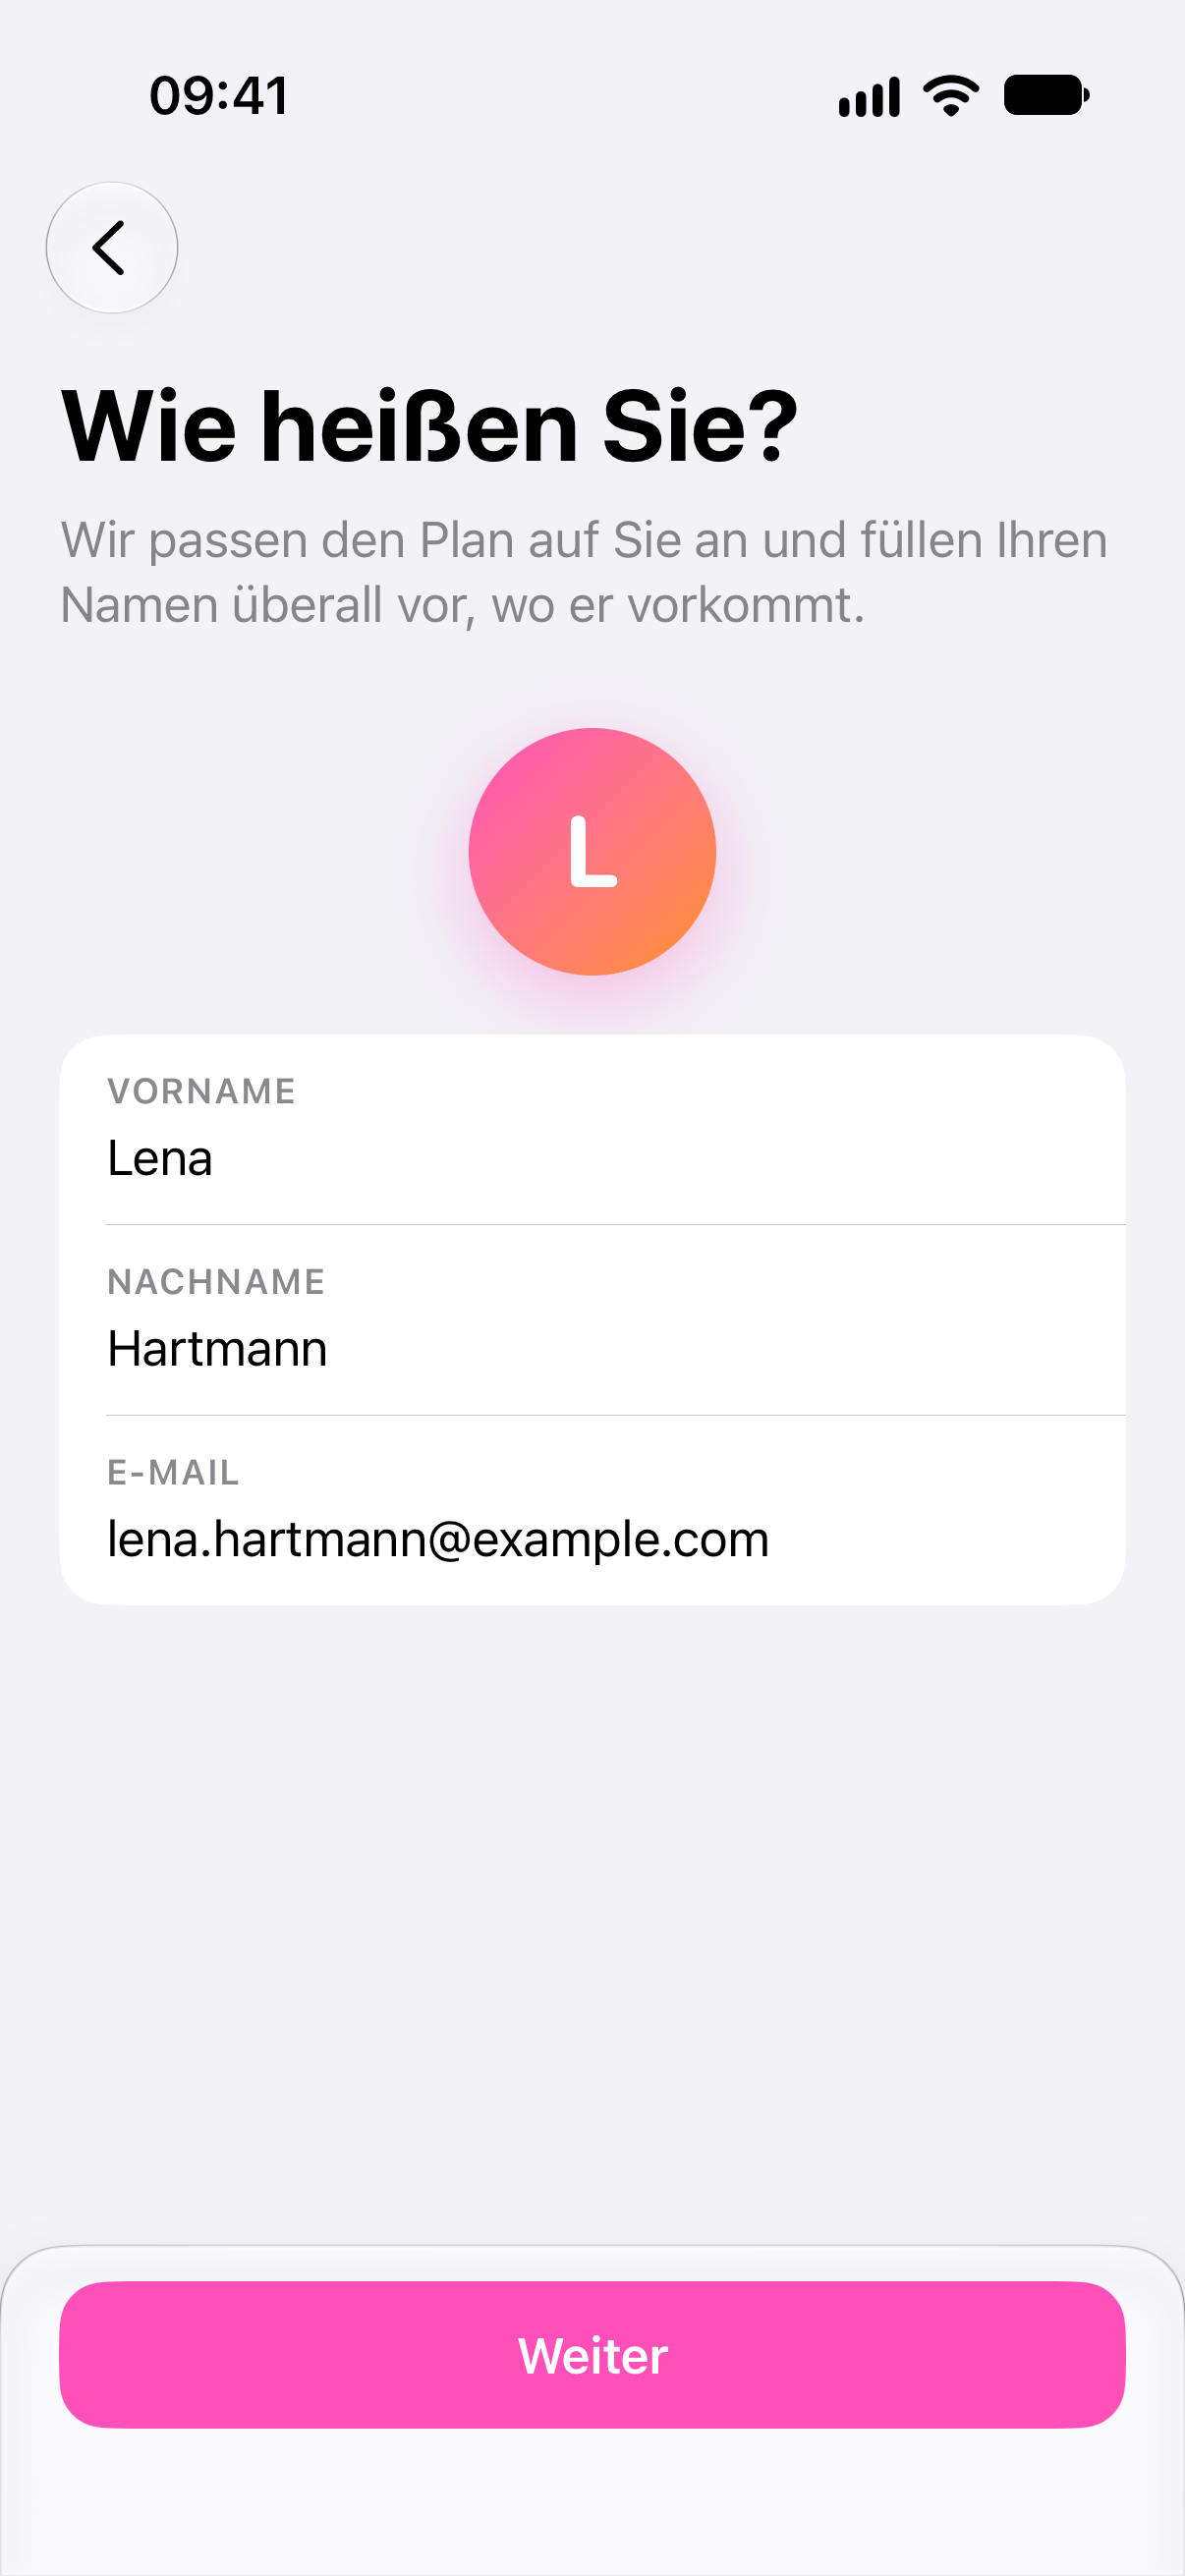 09:41
Wie heißen Sie?
Wir passen den Plan auf Sie an und füllen Ihren
Namen überall vor, wo er vorkommt.
L
VORNAME
Lena
NACHNAME
Hartmann
E-MAIL
lena.hartmann@example.com
Weiter